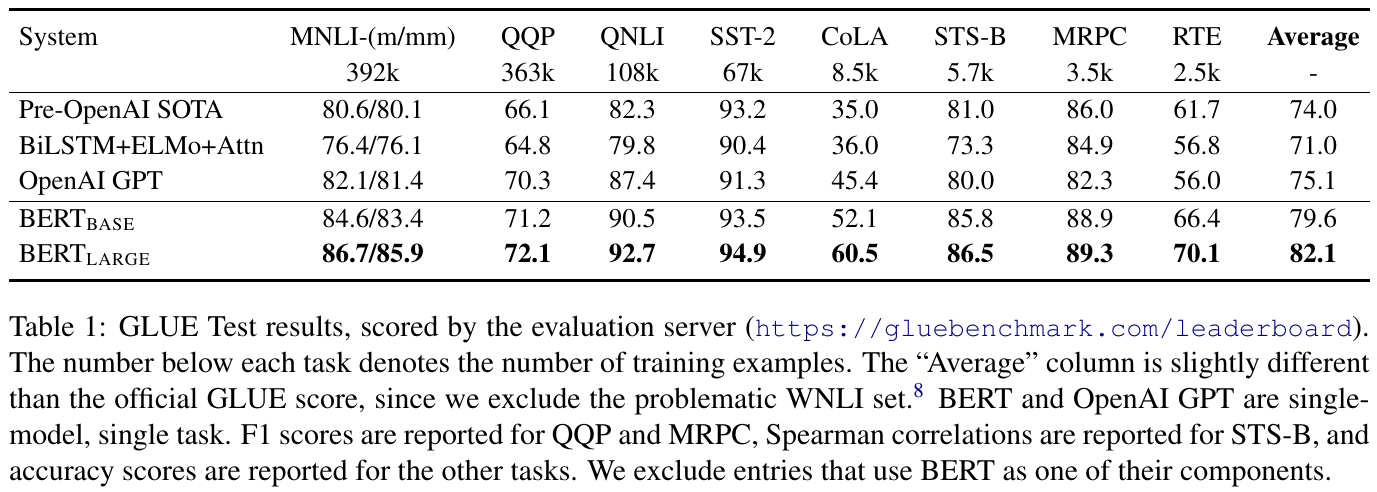 System MNLI-(m/mm) QQP QNLI SST-2 CoLA STS-B MRPC RTE Average
392k 363k 108k 67k 8.5k 5.7k 3.5k 2.5k -
Pre-OpenAI SOTA 80.6/80.1 66.1 82.3 93.2 35.0 81.0 86.0 61.7 74.0
BiLSTM+ELMo+Attn 76.4/76.1 64.8 79.8 90.4 36.0 73.3 84.9 56.8 71.0
OpenAI GPT 82.1/81.4 70.3 87.4 91.3 45.4 80.0 82.3 56.0 75.1
BERTBASE 84.6/83.4 71.2 90.5 93.5 52.1 85.8 88.9 66.4 79.6
BERTLARGE 86.7/85.9 72.1 92.7 94.9 60.5 86.5 89.3 70.1 82.1
Table 1: GLUE Test results, scored by the evaluation server (https://gluebenchmark.com/leaderboard).
The number below each task denotes the number of training examples. The “Average” column is slightly different
than the official GLUE score, since we exclude the problematic WNLI set.8 BERT and OpenAI GPT are single-
model, single task. F1 scores are reported for QQP and MRPC, Spearman correlations are reported for STS-B, and
accuracy scores are reported for the other tasks. We exclude entries that use BERT as one of their components.